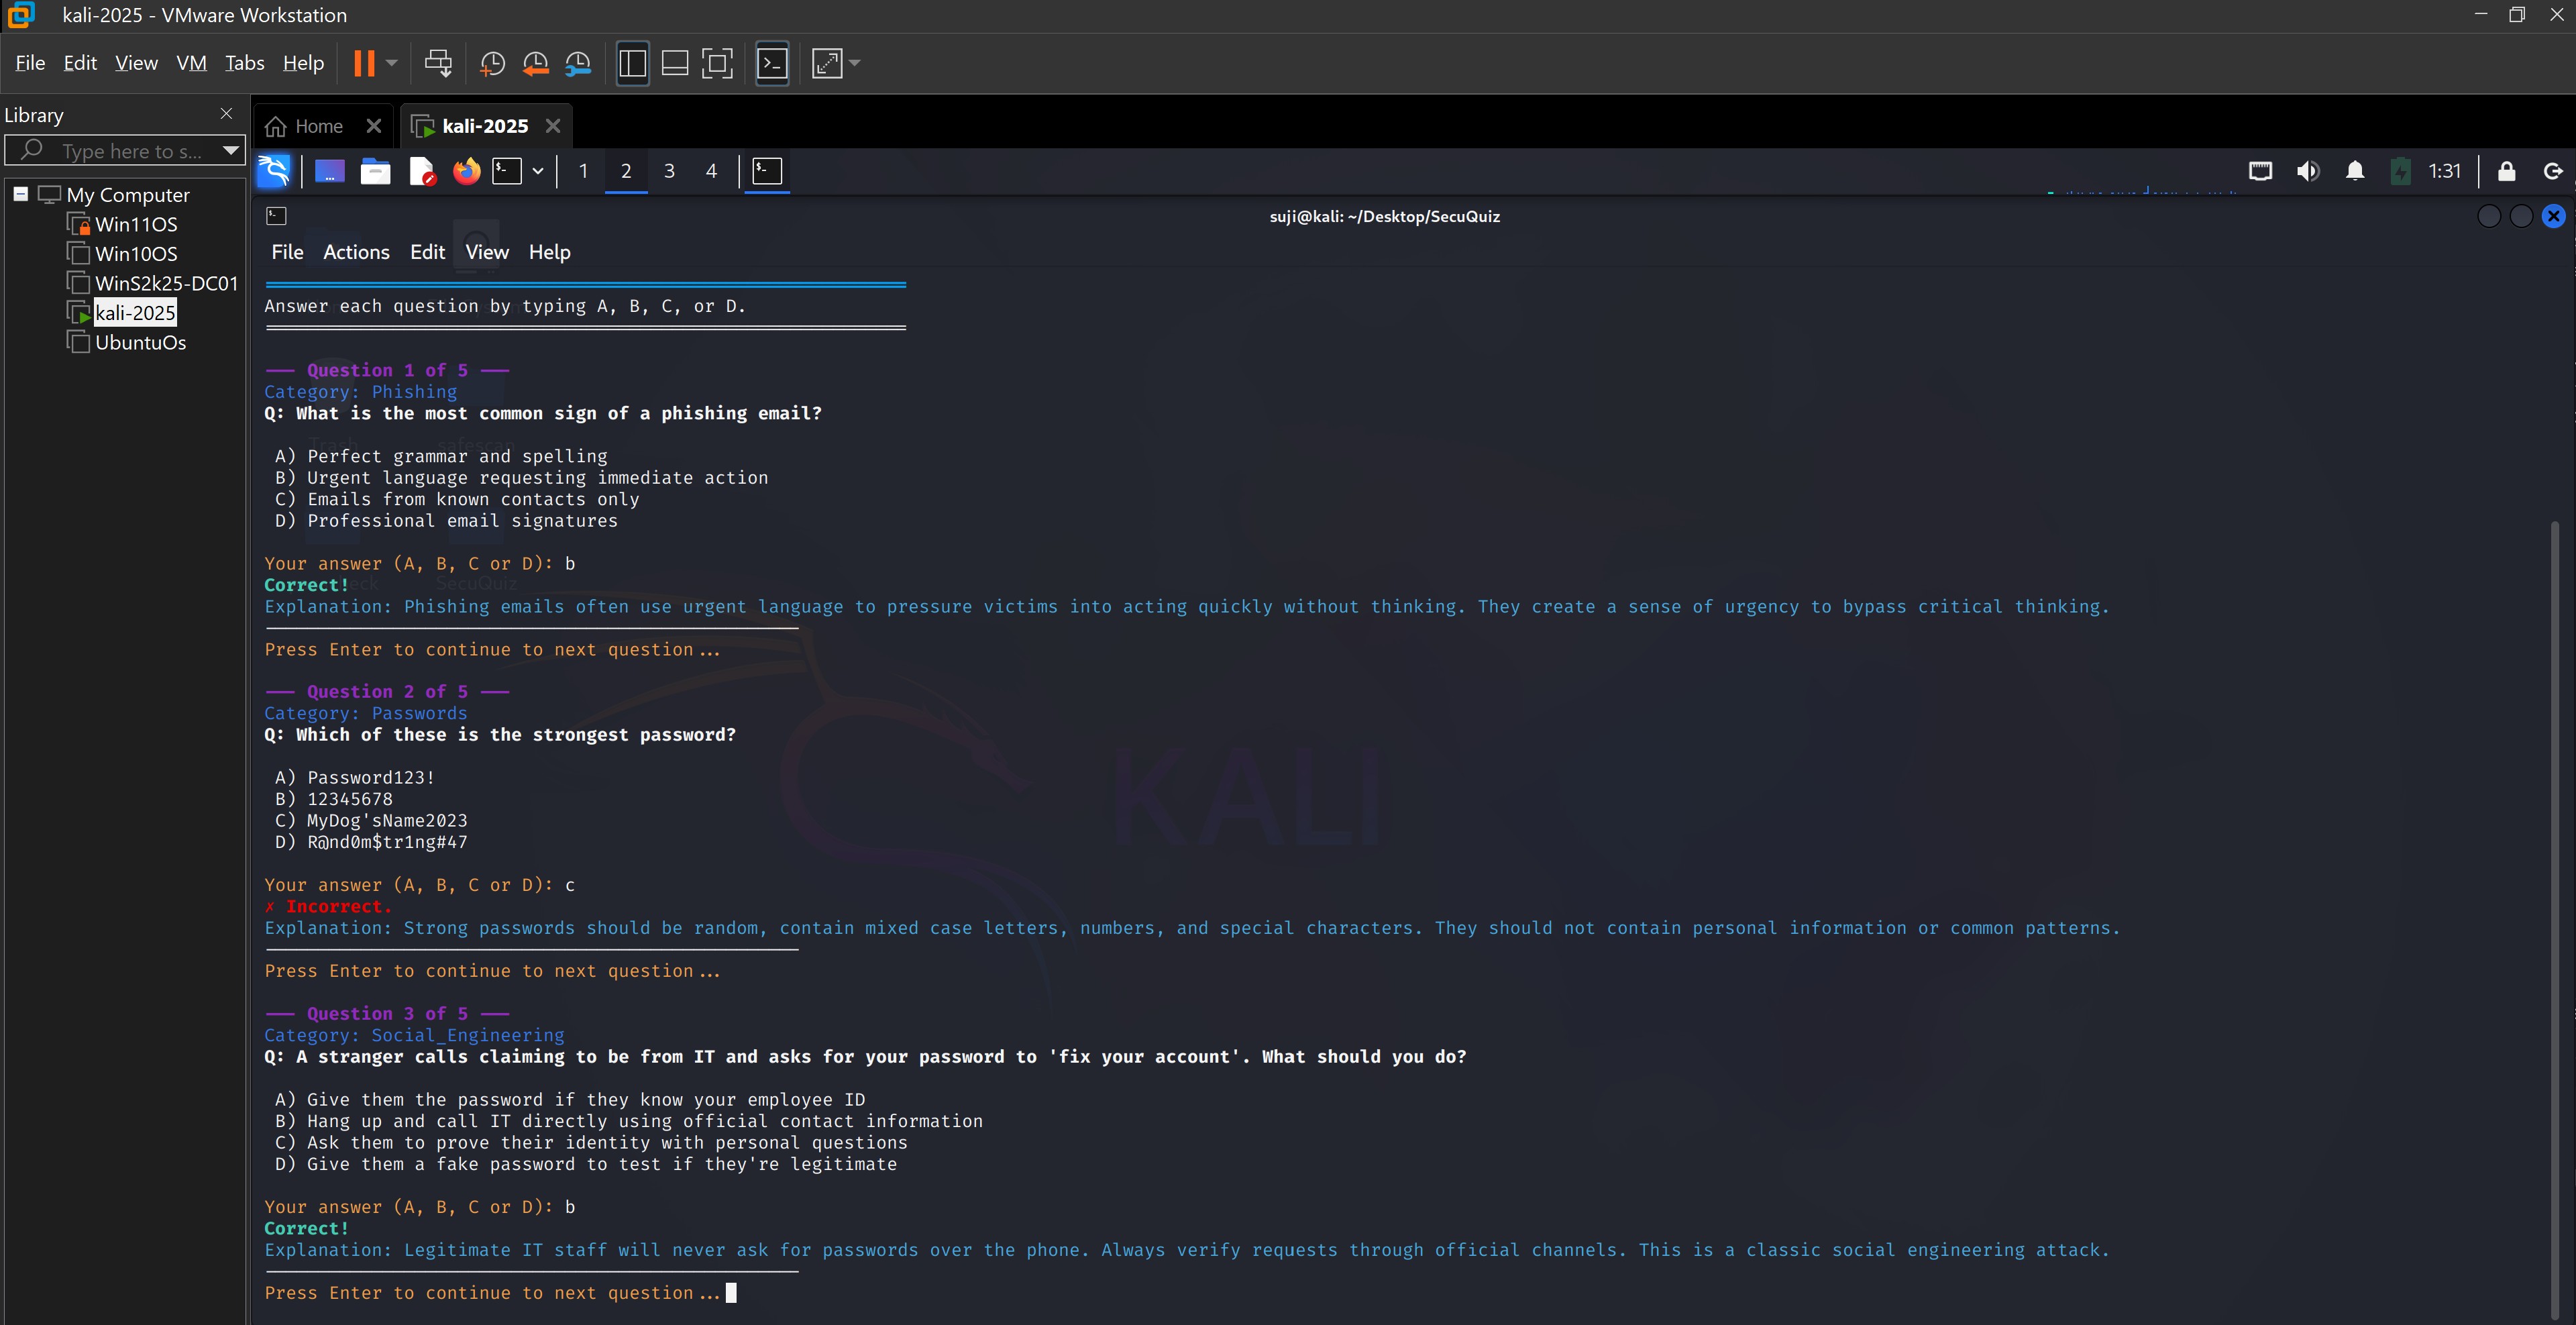 kali-2025 - VMware Workstation
File Edit View VM Tabs Help
Library
Home
kali-2025
Type here to s...
1 2 3 4
1:31
My Computer
Win11OS
Win10OS
WinS2k25-DC01
kali-2025
UbuntuOs
suji@kali: ~/Desktop/SecuQuiz
File Actions Edit View Help
Answer each question by typing A, B, C, or D.
── Question 1 of 5 ──
Category: Phishing
Q: What is the most common sign of a phishing email?
Trash safescan
A) Perfect grammar and spelling
B) Urgent language requesting immediate action
C) Emails from known contacts only
D) Professional email signatures
Your answer (A, B, C or D): b
Correct!
SecuQuiz
Explanation: Phishing emails often use urgent language to pressure victims into acting quickly without thinking. They create a sense of urgency to bypass critical thinking.
Press Enter to continue to next question...
── Question 2 of 5 ──
Category: Passwords
Q: Which of these is the strongest password?
A) Password123!
B) 12345678
C) MyDog'sName2023
D) R@nd0m$tr1ng#47
KALI
Your answer (A, B, C or D): c
✗ Incorrect.
Explanation: Strong passwords should be random, contain mixed case letters, numbers, and special characters. They should not contain personal information or common patterns.
Press Enter to continue to next question...
── Question 3 of 5 ──
Category: Social_Engineering
Q: A stranger calls claiming to be from IT and asks for your password to 'fix your account'. What should you do?
A) Give them the password if they know your employee ID
B) Hang up and call IT directly using official contact information
C) Ask them to prove their identity with personal questions
D) Give them a fake password to test if they're legitimate
Your answer (A, B, C or D): b
Correct!
Explanation: Legitimate IT staff will never ask for passwords over the phone. Always verify requests through official channels. This is a classic social engineering attack.
Press Enter to continue to next question...